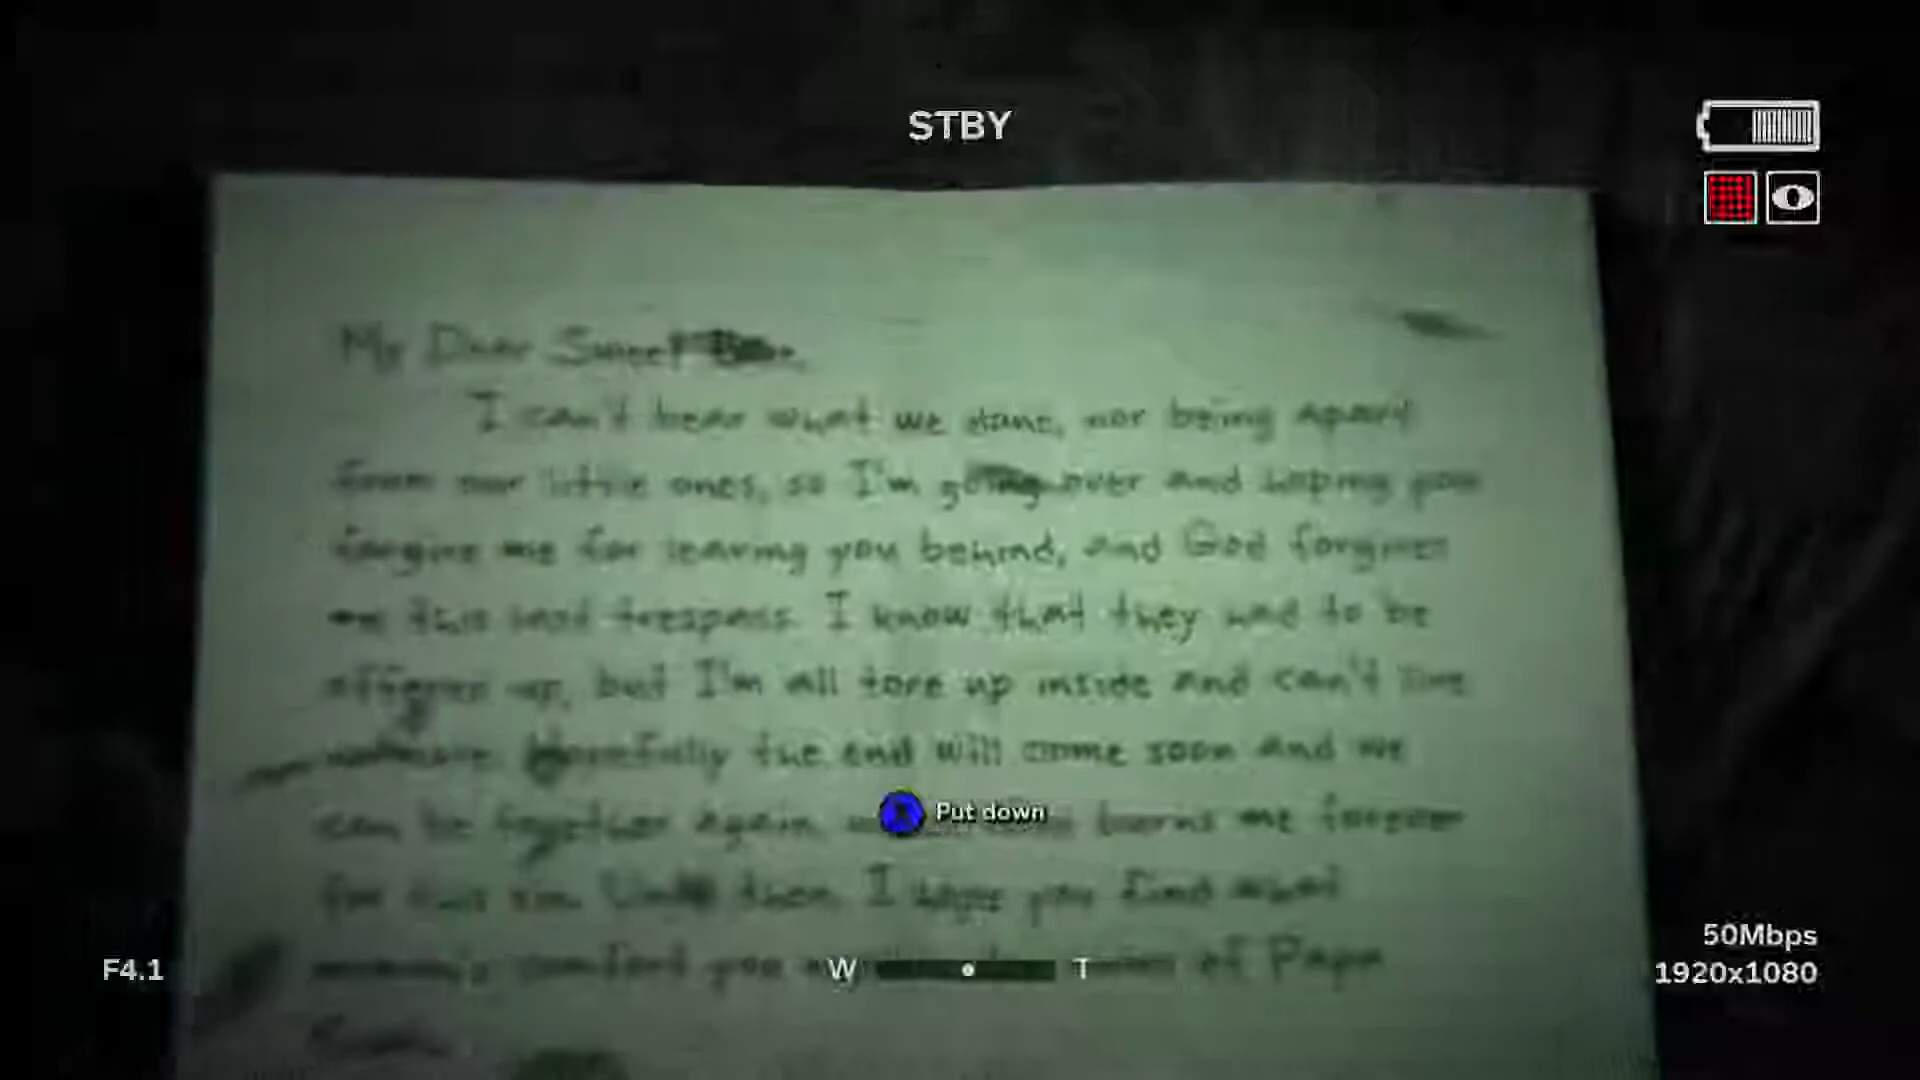 STBY
My Dear Sweet
I can't bear what we done, nor being apart
from our little ones, so I'm going over and hoping you
forgive me for leaving you behind, and God forgives
me this last trespass. I know that they had to be
offered up, but I'm all tore up inside and can't live
Hopefully the end will come soon and we
can be together again, burns me forever
for this sin. Until then, I hope you find what
comfort you of Papa
X Put down
F4.1
W T
50Mbps
1920x1080